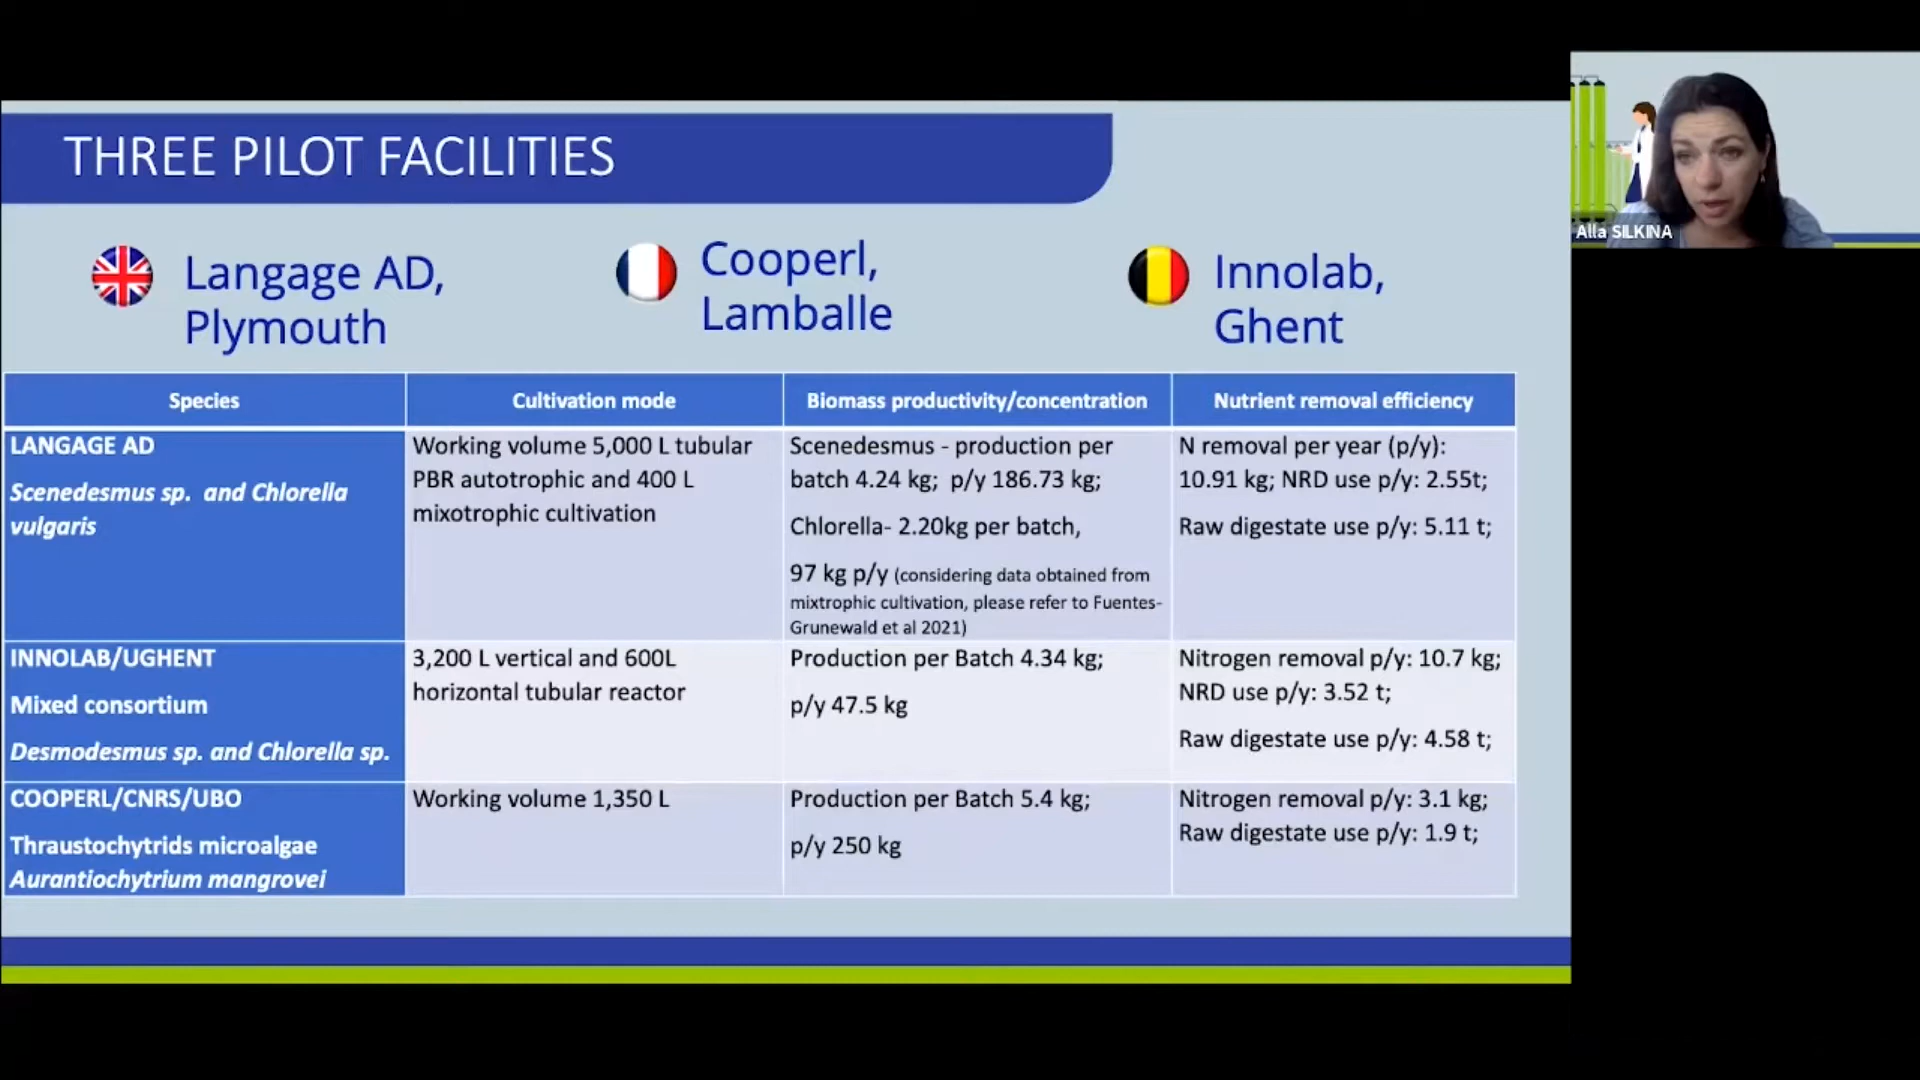 THREE PILOT FACILITIES
Alla SILKINA
Langage AD,
Plymouth
Cooperl,
Lamballe
Innolab,
Ghent
Species
Cultivation mode
Biomass productivity/concentration
Nutrient removal efficiency
LANGAGE AD
Scenedesmus sp. and Chlorella
vulgaris
Working volume 5,000 L tubular
PBR autotrophic and 400 L
mixotrophic cultivation
Scenedesmus - production per
batch 4.24 kg; p/y 186.73 kg;
Chlorella- 2.20kg per batch,
97 kg p/y (considering data obtained from
mixtrophic cultivation, please refer to Fuentes-
Grunewald et al 2021)
N removal per year (p/y):
10.91 kg; NRD use p/y: 2.55t;
Raw digestate use p/y: 5.11 t;
INNOLAB/UGHENT
Mixed consortium
Desmodesmus sp. and Chlorella sp.
3,200 L vertical and 600L
horizontal tubular reactor
Production per Batch 4.34 kg;
p/y 47.5 kg
Nitrogen removal p/y: 10.7 kg;
NRD use p/y: 3.52 t;
Raw digestate use p/y: 4.58 t;
COOPERL/CNRS/UBO
Thraustochytrids microalgae
Aurantiochytrium mangrovei
Working volume 1,350 L
Production per Batch 5.4 kg;
p/y 250 kg
Nitrogen removal p/y: 3.1 kg;
Raw digestate use p/y: 1.9 t;